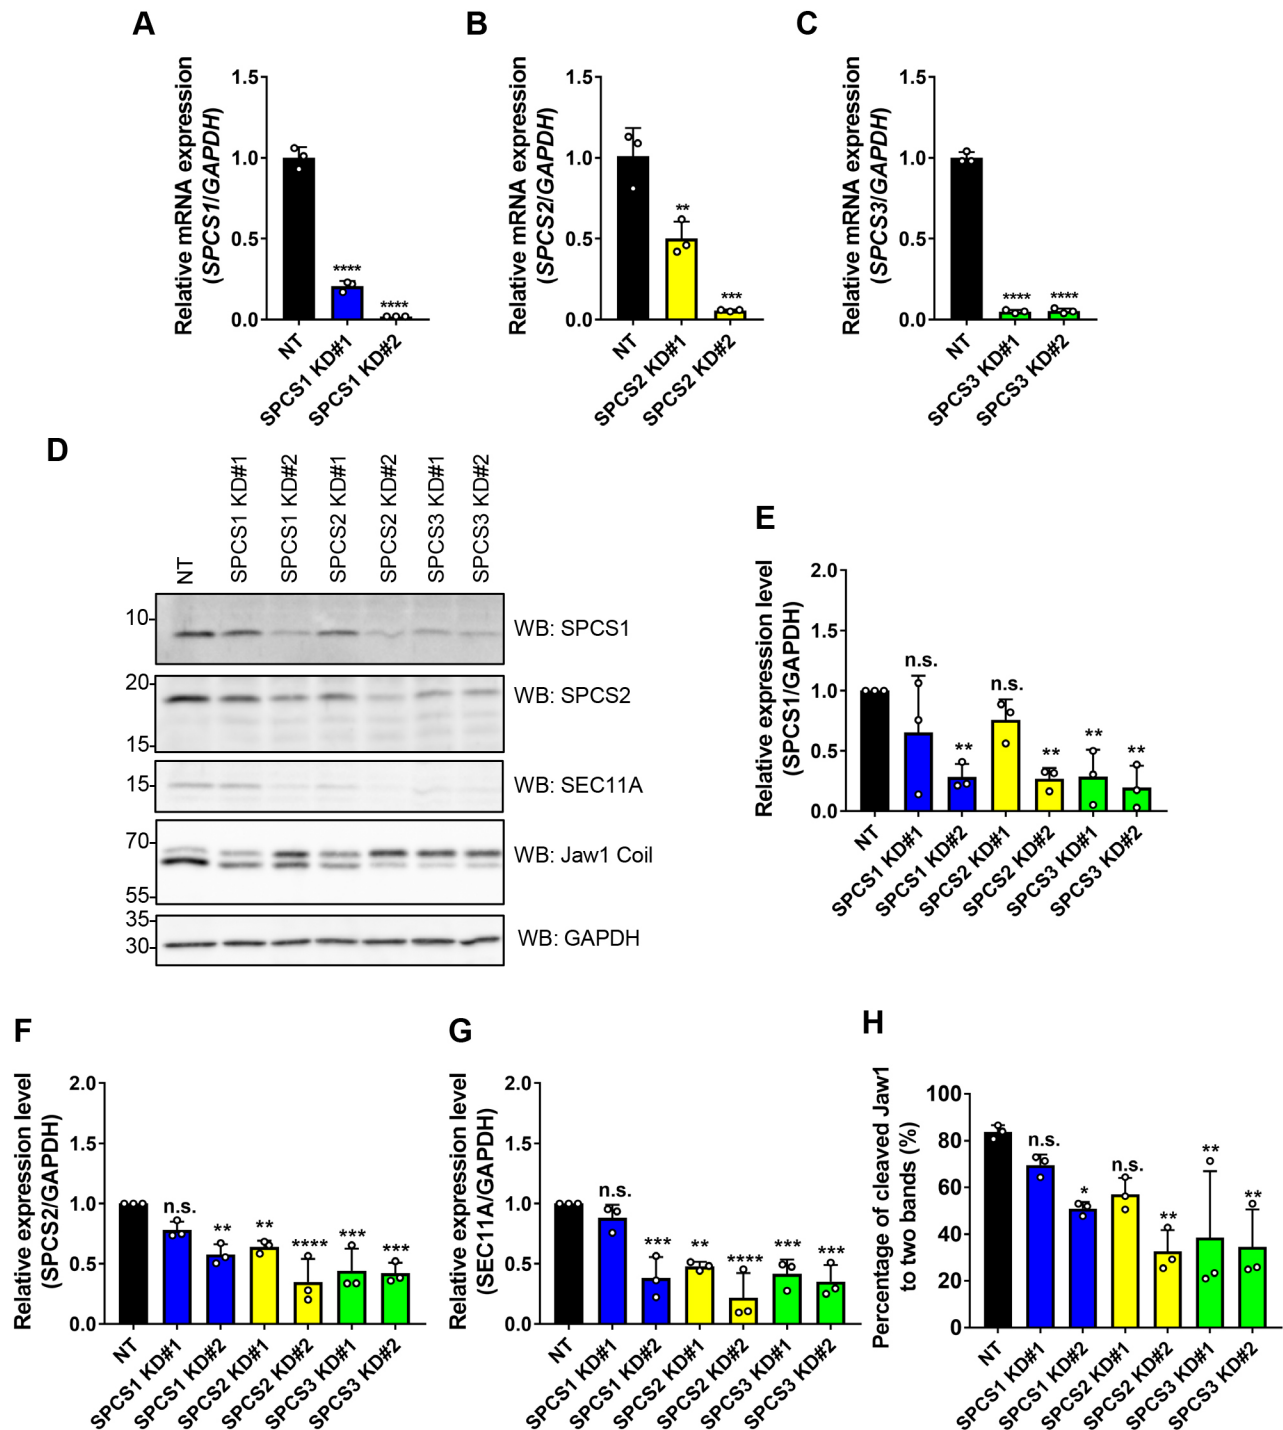 A
B
C
Relative mRNA expression
(SPCS1/GAPDH)
1.5
1.0
0.5
0.0
****
****
NT
SPCS1 KD#1
SPCS1 KD#2
Relative mRNA expression
(SPCS2/GAPDH)
1.5
1.0
0.5
0.0
**
***
NT
SPCS2 KD#1
SPCS2 KD#2
Relative mRNA expression
(SPCS3/GAPDH)
1.5
1.0
0.5
0.0
****
****
NT
SPCS3 KD#1
SPCS3 KD#2
D
NT
SPCS1 KD#1
SPCS1 KD#2
SPCS2 KD#1
SPCS2 KD#2
SPCS3 KD#1
SPCS3 KD#2
10
WB: SPCS1
20
15
WB: SPCS2
15
WB: SEC11A
70
55
WB: Jaw1 Coil
35
30
WB: GAPDH
E
Relative expression level
(SPCS1/GAPDH)
2.0
1.5
1.0
0.5
0.0
n.s.
**
n.s.
**
**
**
NT
SPCS1 KD#1
SPCS1 KD#2
SPCS2 KD#1
SPCS2 KD#2
SPCS3 KD#1
SPCS3 KD#2
F
Relative expression level
(SPCS2/GAPDH)
2.0
1.5
1.0
0.5
0.0
n.s.
**
**
****
***
***
NT
SPCS1 KD#1
SPCS1 KD#2
SPCS2 KD#1
SPCS2 KD#2
SPCS3 KD#1
SPCS3 KD#2
G
Relative expression level
(SEC11A/GAPDH)
2.0
1.5
1.0
0.5
0.0
n.s.
***
**
****
***
***
NT
SPCS1 KD#1
SPCS1 KD#2
SPCS2 KD#1
SPCS2 KD#2
SPCS3 KD#1
SPCS3 KD#2
H
Percentage of cleaved Jaw1
to two bands (%)
100
80
60
40
20
0
n.s.
*
n.s.
**
**
**
NT
SPCS1 KD#1
SPCS1 KD#2
SPCS2 KD#1
SPCS2 KD#2
SPCS3 KD#1
SPCS3 KD#2